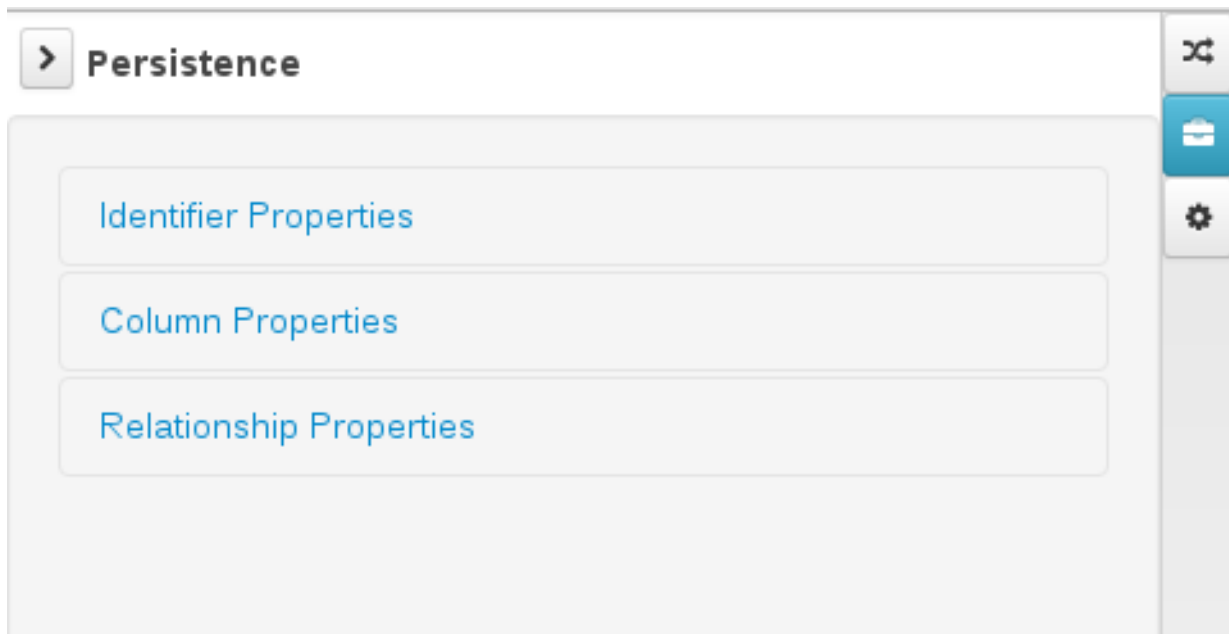 Persistence
Identifier Properties
Column Properties
Relationship Properties